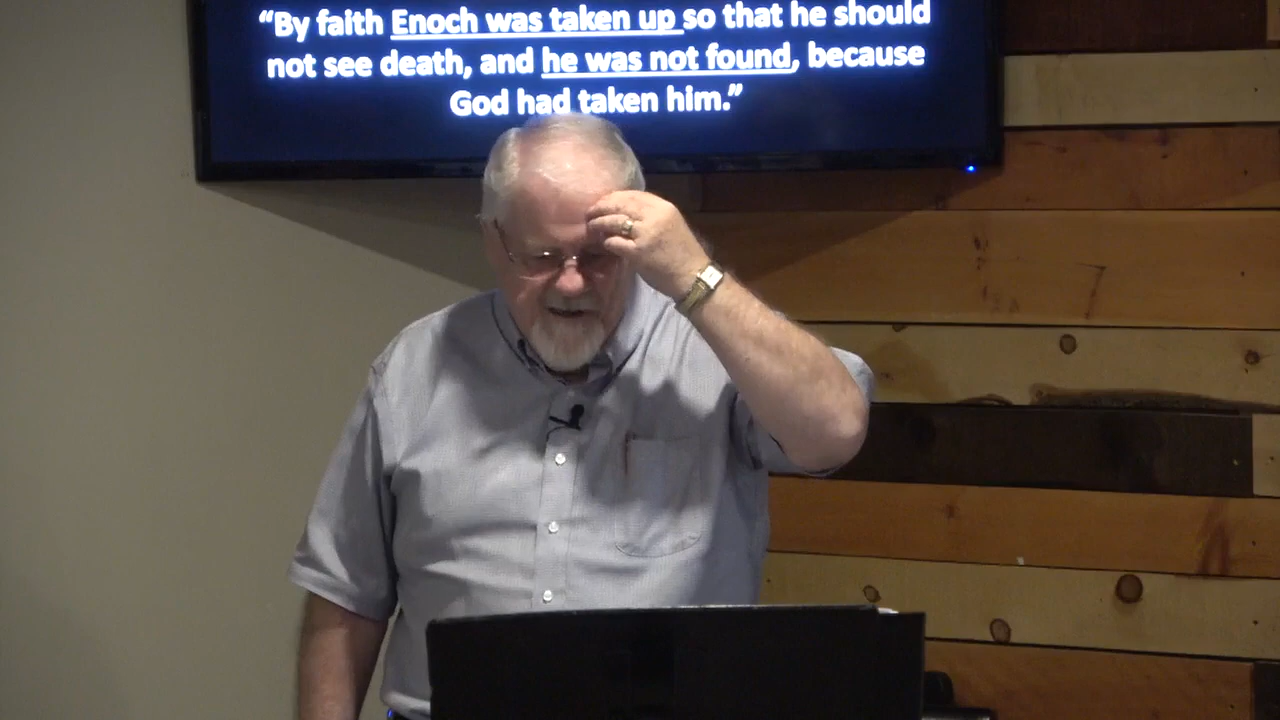 “By faith Enoch was taken up so that he should
not see death, and he was not found, because
God had taken him.”